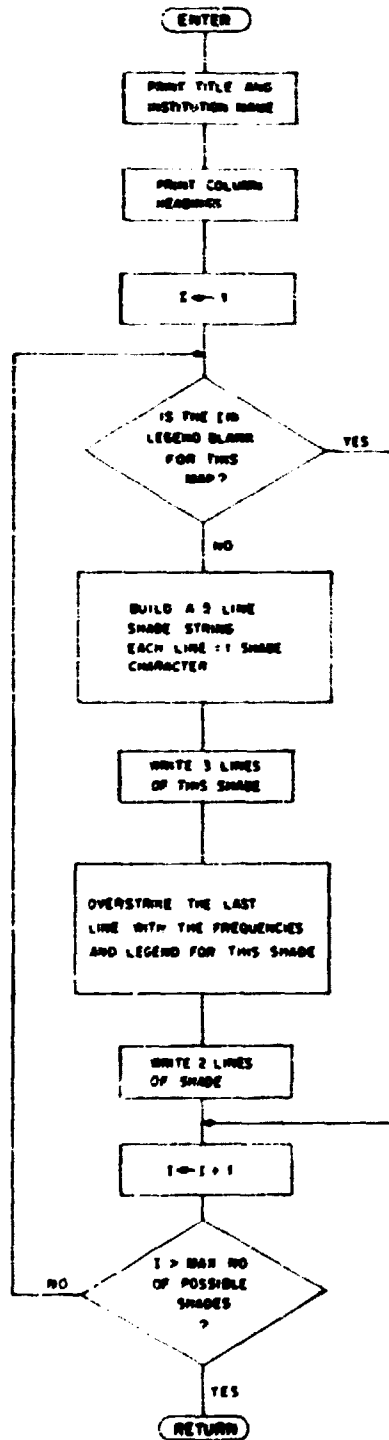 ENTER
PRINT TITLE AND
INSTITUTION NAME
PRINT COLUMN
HEADINGS
I ← 1
IS THE Ith
LEGEND BLANK
FOR THIS
MAP?
YES
NO
BUILD A 9 LINE
SHADE STRING
EACH LINE = 1 SHADE
CHARACTER
WRITE 3 LINES
OF THIS SHADE
OVERSTRIKE THE LAST
LINE WITH THE FREQUENCIES
AND LEGEND FOR THIS SHADE
WRITE 2 LINES
OF SHADE
I ← I + 1
I > MAX NO
OF POSSIBLE
SHADES
?
NO
YES
RETURN